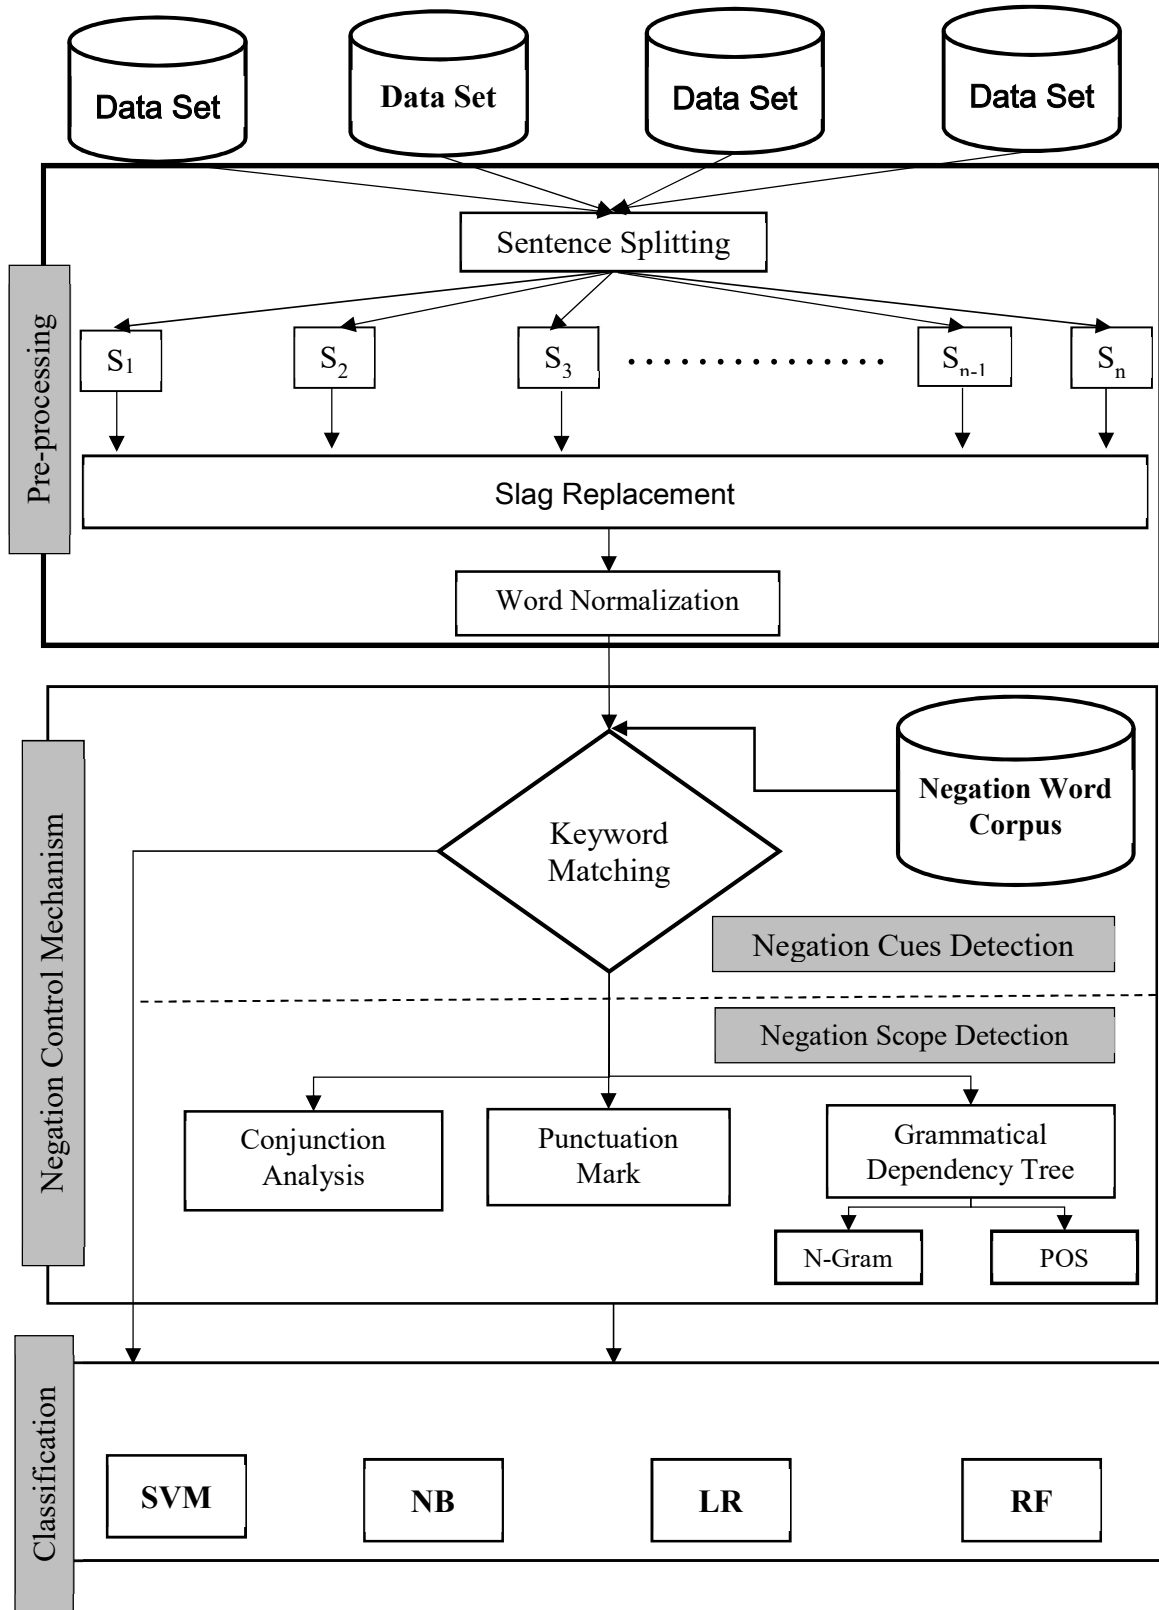 Data Set
Data Set
Data Set
Data Set
Sentence Splitting
Pre-processing
S1
S2
S3
..............
Sn-1
Sn
Slag Replacement
Word Normalization
Negation Control Mechanism
Negation Word
Corpus
Keyword
Matching
Negation Cues Detection
Negation Scope Detection
Conjunction
Analysis
Punctuation
Mark
Grammatical
Dependency Tree
N-Gram
POS
Classification
SVM
NB
LR
RF